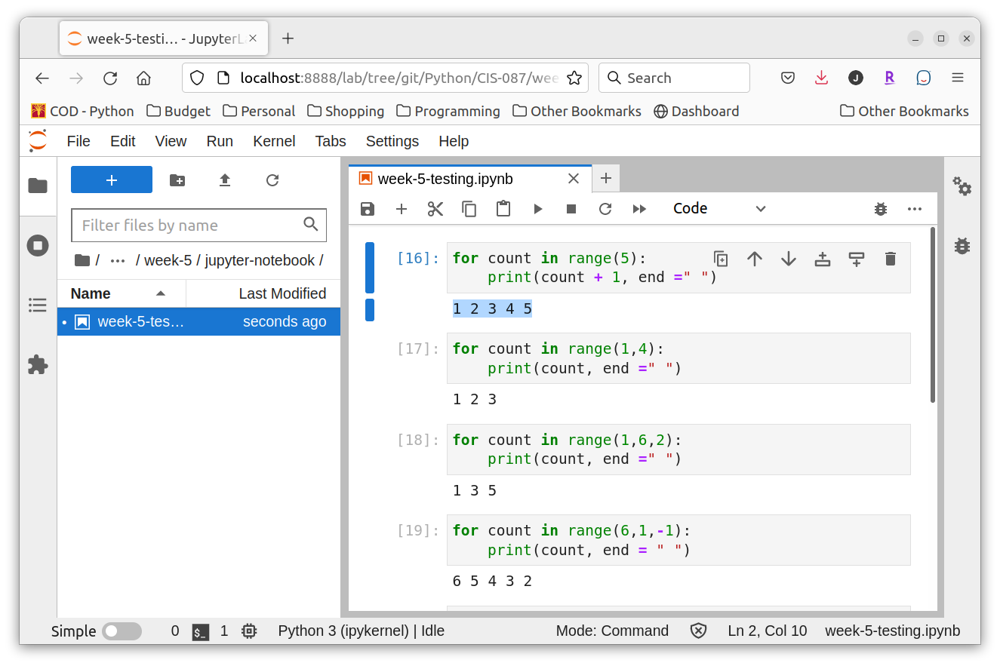 week-5-testi… - JupyterL
localhost:8888/lab/tree/git/Python/CIS-087/wee
Search
J
R
COD - Python
Budget
Personal
Shopping
Programming
Other Bookmarks
Dashboard
Other Bookmarks
File Edit View Run Kernel Tabs Settings Help
Filter files by name
/ … / week-5 / jupyter-notebook /
Name
Last Modified
week-5-tes…
seconds ago
week-5-testing.ipynb
Code
[16]:
for count in range(5):
    print(count + 1, end =" ")
1 2 3 4 5
[17]:
for count in range(1,4):
    print(count, end =" ")
1 2 3
[18]:
for count in range(1,6,2):
    print(count, end =" ")
1 3 5
[19]:
for count in range(6,1,-1):
    print(count, end = " ")
6 5 4 3 2
Simple
0
$_
1
Python 3 (ipykernel) | Idle
Mode: Command
Ln 2, Col 10
week-5-testing.ipynb